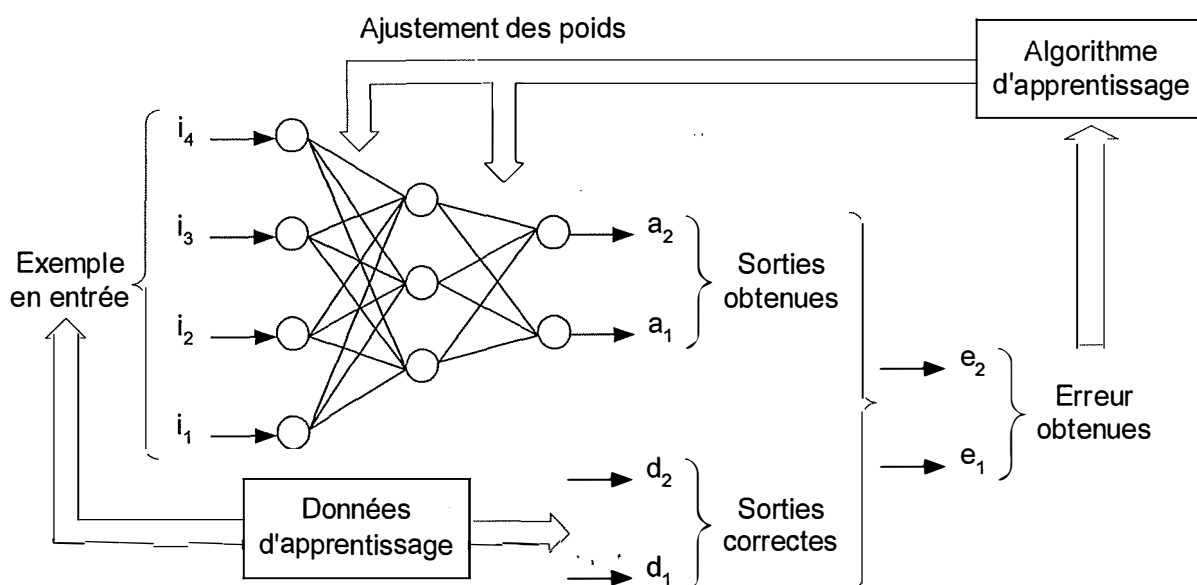 Ajustement des poids
Algorithme
d'apprentissage
i4
i3
i2
i1
Exemple
en entrée
a2
a1
Sorties
obtenues
e2
e1
Erreur
obtenues
d2
d1
Sorties
correctes
Données
d'apprentissage